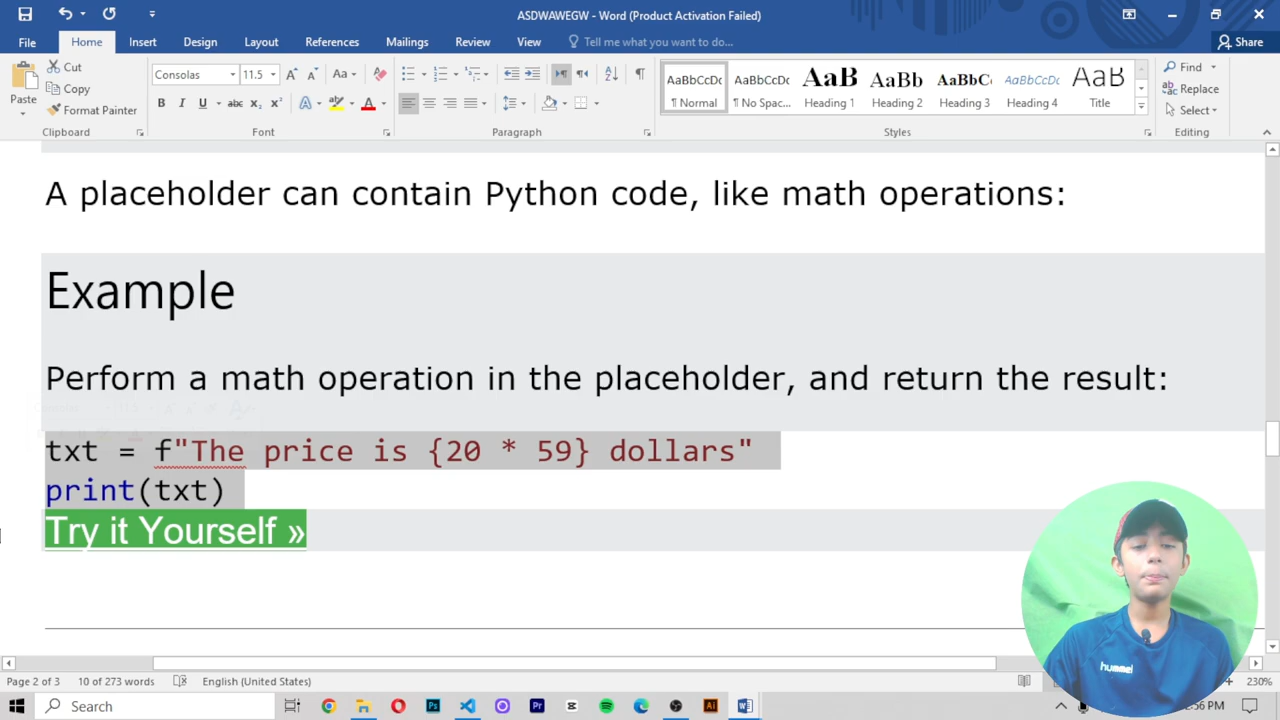 ASDWAWEGW - Word (Product Activation Failed)
File Home Insert Design Layout References Mailings Review View Tell me what you want to do... Share
Paste
Cut
Copy
Format Painter
Clipboard
Consolas 11.5
Font
Paragraph
AaBbCcDc AaBbCcDc AaB AaBb AaBbC AaBbCcDc AaB
¶ Normal ¶ No Spac... Heading 1 Heading 2 Heading 3 Heading 4 Title
Styles
Find
Replace
Select
Editing
A placeholder can contain Python code, like math operations:
Example
Perform a math operation in the placeholder, and return the result:
txt = f"The price is {20 * 59} dollars"
print(txt)
Try it Yourself »
hummel
Page 2 of 3 10 of 273 words English (United States) 230%
Search
:56 PM